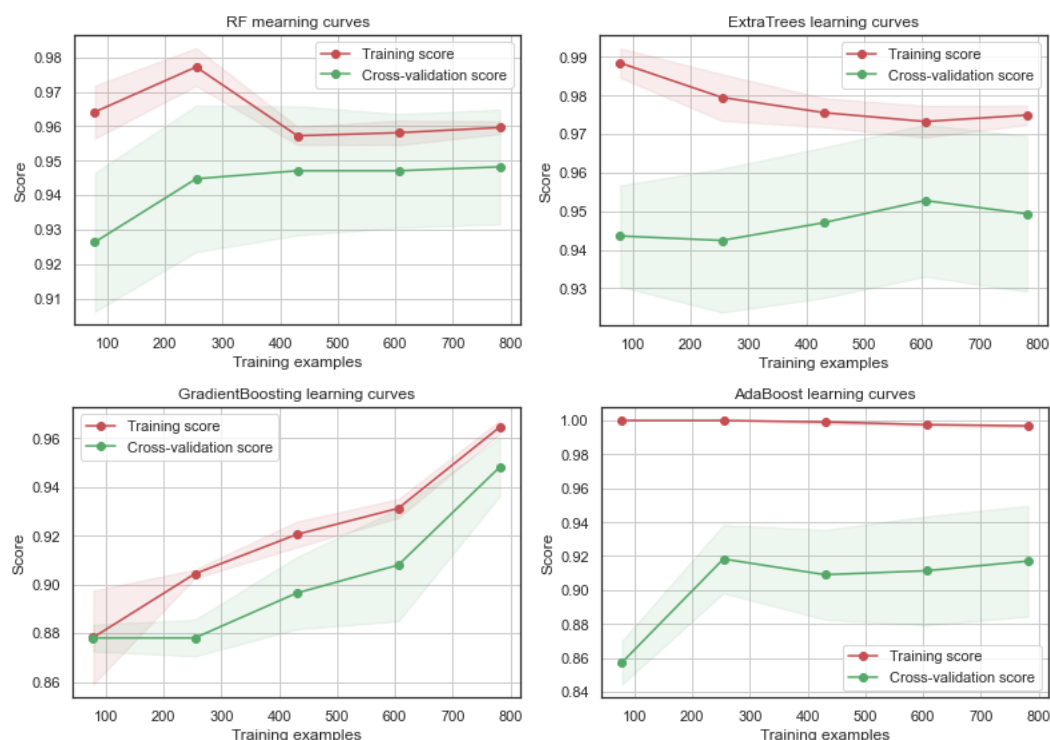 RF mearning curves
Training score
Cross-validation score
0.98
0.97
0.96
0.95
0.94
0.93
0.92
0.91
Score
100 200 300 400 500 600 700 800
Training examples
ExtraTrees learning curves
Training score
Cross-validation score
0.99
0.98
0.97
0.96
0.95
0.94
0.93
Score
100 200 300 400 500 600 700 800
Training examples
GradientBoosting learning curves
Training score
Cross-validation score
0.96
0.94
0.92
0.90
0.88
0.86
Score
100 200 300 400 500 600 700 800
Training examples
AdaBoost learning curves
1.00
0.98
0.96
0.94
0.92
0.90
0.88
0.86
0.84
Score
Training score
Cross-validation score
100 200 300 400 500 600 700 800
Training examples